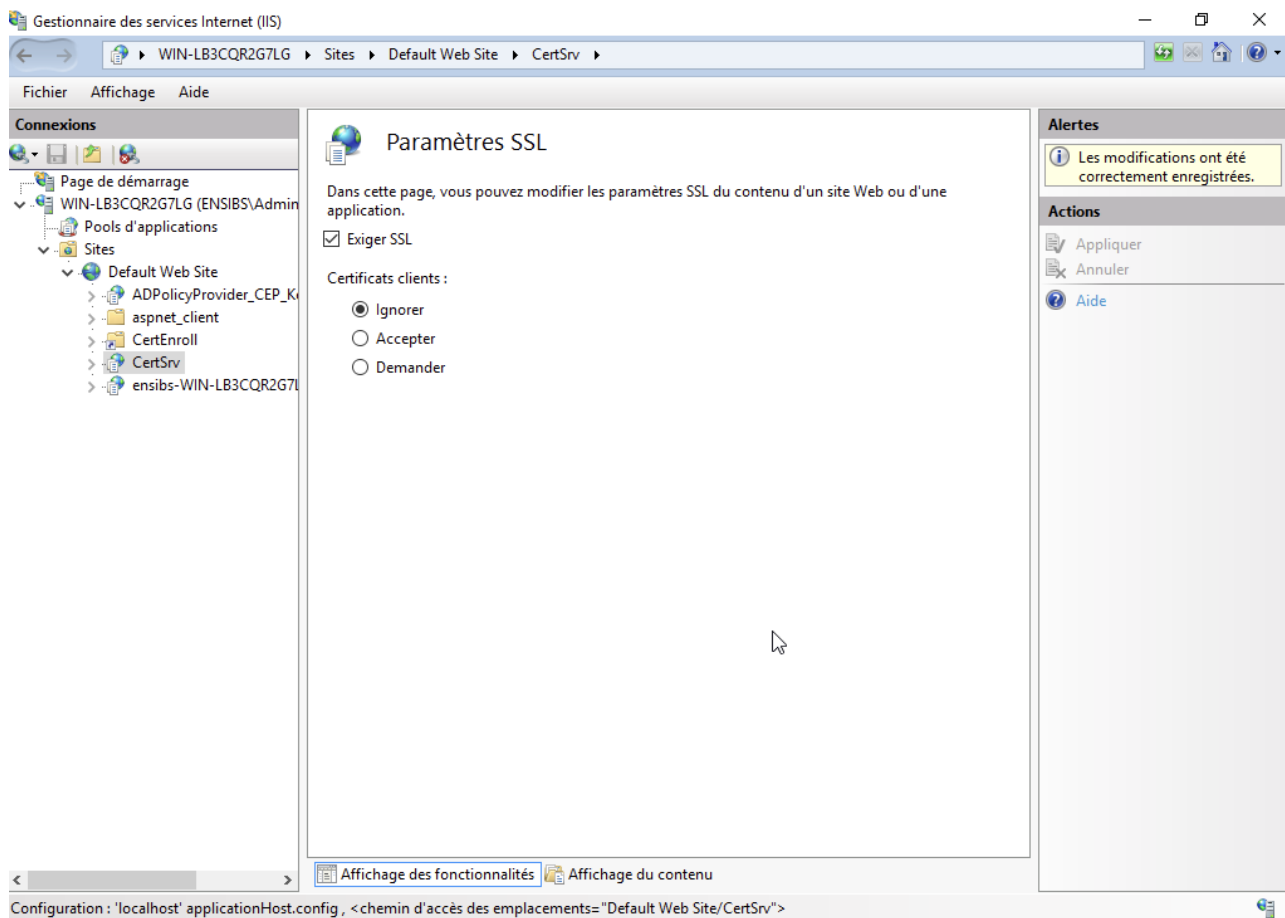 Gestionnaire des services Internet (IIS)
WIN-LB3CQR2G7LG Sites Default Web Site CertSrv
Fichier Affichage Aide
Connexions
Page de démarrage
WIN-LB3CQR2G7LG (ENSIBS\Admin
Pools d'applications
Sites
Default Web Site
ADPolicyProvider_CEP_Ke
aspnet_client
CertEnroll
CertSrv
ensibs-WIN-LB3CQR2G7L
Paramètres SSL
Dans cette page, vous pouvez modifier les paramètres SSL du contenu d'un site Web ou d'une
application.
Exiger SSL
Certificats clients :
Ignorer
Accepter
Demander
Affichage des fonctionnalités Affichage du contenu
Alertes
Les modifications ont été
correctement enregistrées.
Actions
Appliquer
Annuler
Aide
Configuration : 'localhost' applicationHost.config , <chemin d'accès des emplacements="Default Web Site/CertSrv">